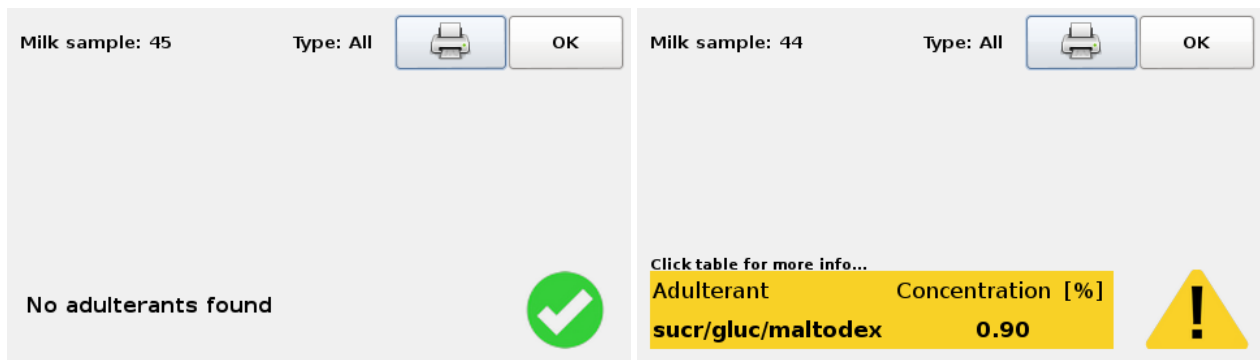 Milk sample: 45 Type: All OK
No adulterants found
Milk sample: 44 Type: All OK
Click table for more info...
Adulterant Concentration [%]
sucr/gluc/maltodex 0.90